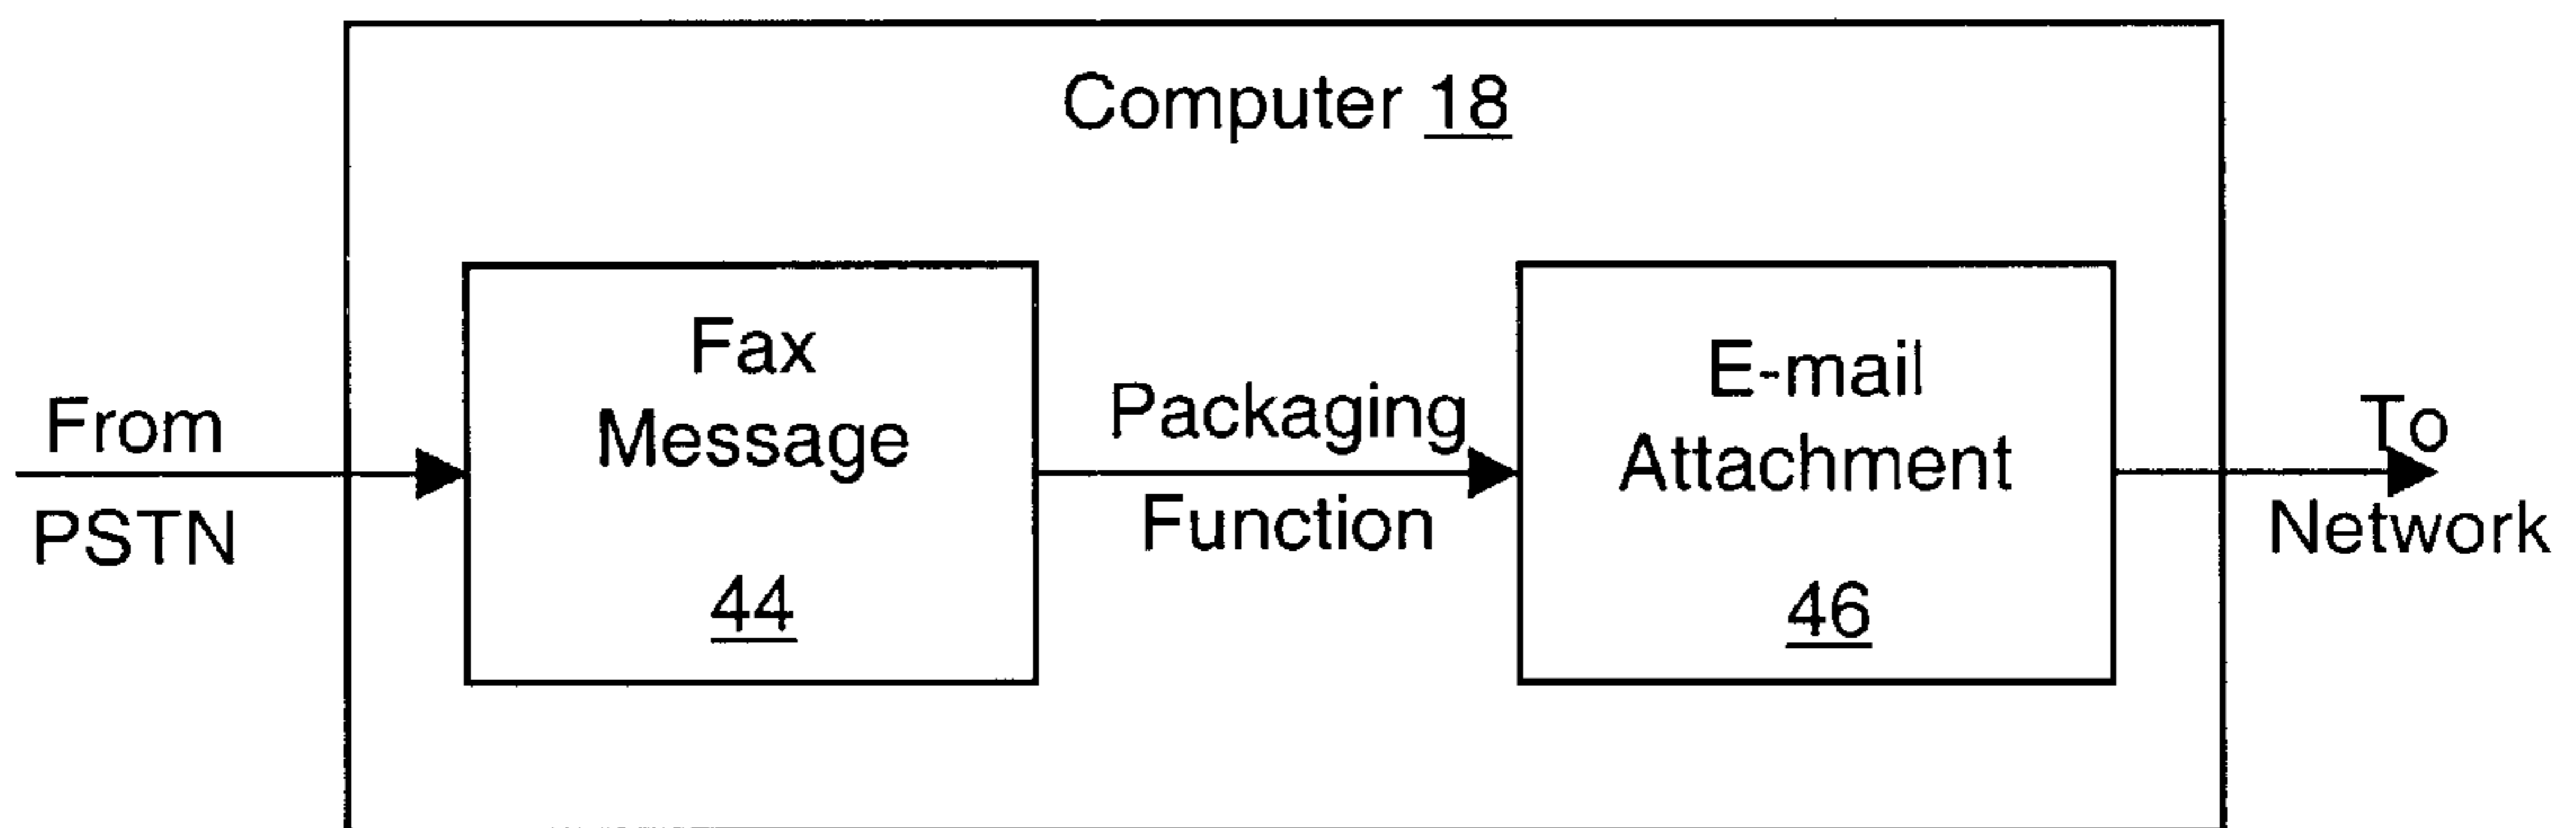 Computer 18
From
PSTN
Fax
Message
44
Packaging
Function
E-mail
Attachment
46
To
Network